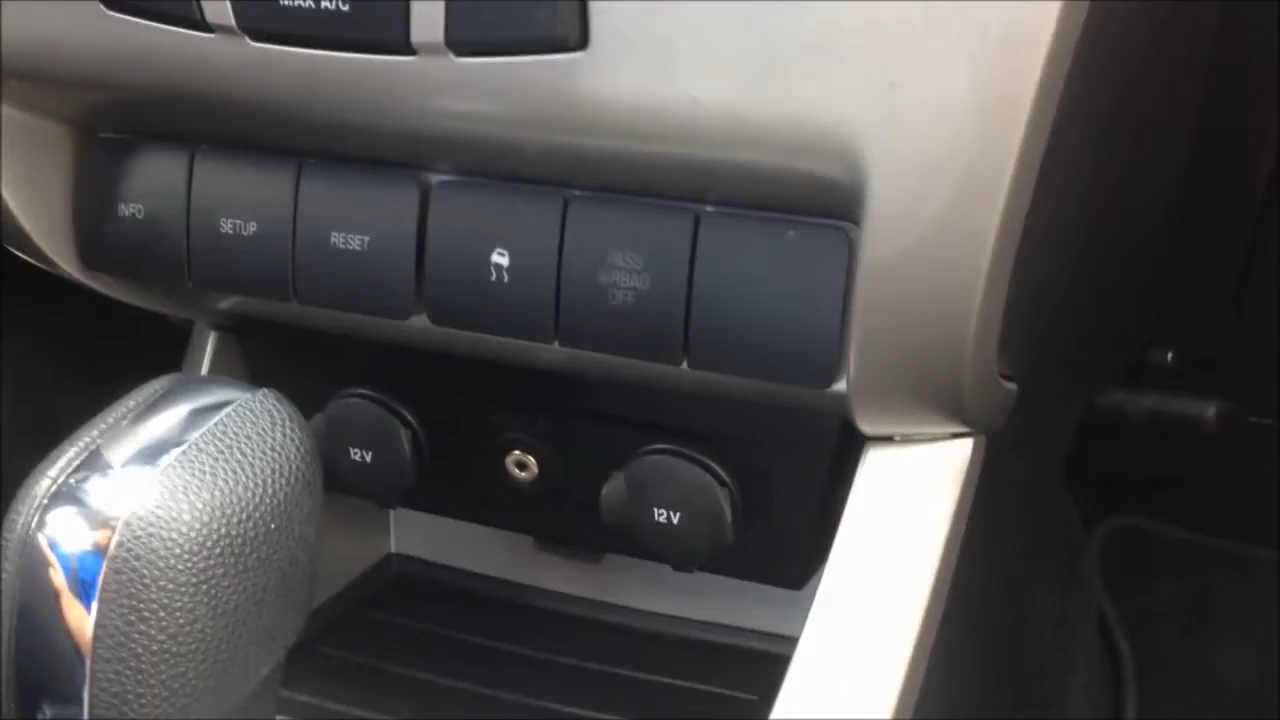 MAX A/C
INFO
SETUP
RESET
PASS
AIRBAG
OFF
12V
12V